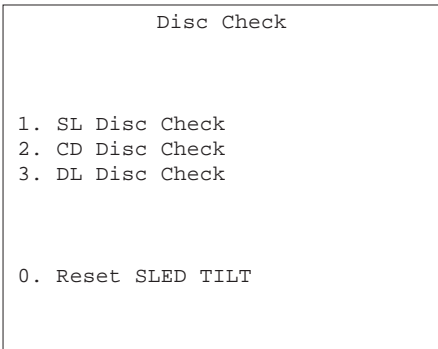 Disc Check
1. SL Disc Check
2. CD Disc Check
3. DL Disc Check
0. Reset SLED TILT